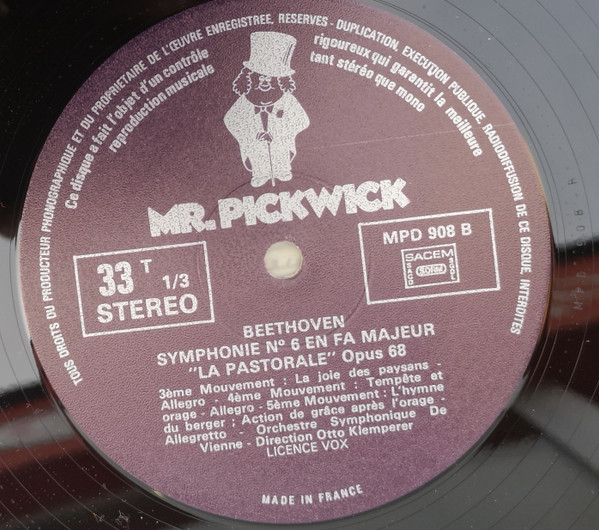 TOUS DROITS DU PRODUCTEUR PHONOGRAPHIQUE ET DU PROPRIETAIRE DE L'ŒUVRE ENREGISTREE, RESERVES - DUPLICATION, EXECUTION PUBLIQUE, RADIODIFFUSION DE CE DISQUE, INTERDITES
Ce disque a fait l'objet d'un contrôle rigoureux qui garantit la meilleure
reproduction musicale tant stéréo que mono
MR. PICKWICK
33 T 1/3
STEREO
MPD 908 B
SACEM
SACD SDRM SGDL
BEETHOVEN
SYMPHONIE Nº 6 EN FA MAJEUR
"LA PASTORALE" Opus 68
3ème Mouvement : La joie des paysans -
Allegro - 4ème Mouvement : Tempête et
orage - Allegro - 5ème Mouvement : L'hymne
du berger ; Action de grâce après l'orage -
Allegretto - Orchestre Symphonique De
Vienne - Direction Otto Klemperer
LICENCE VOX
MADE IN FRANCE